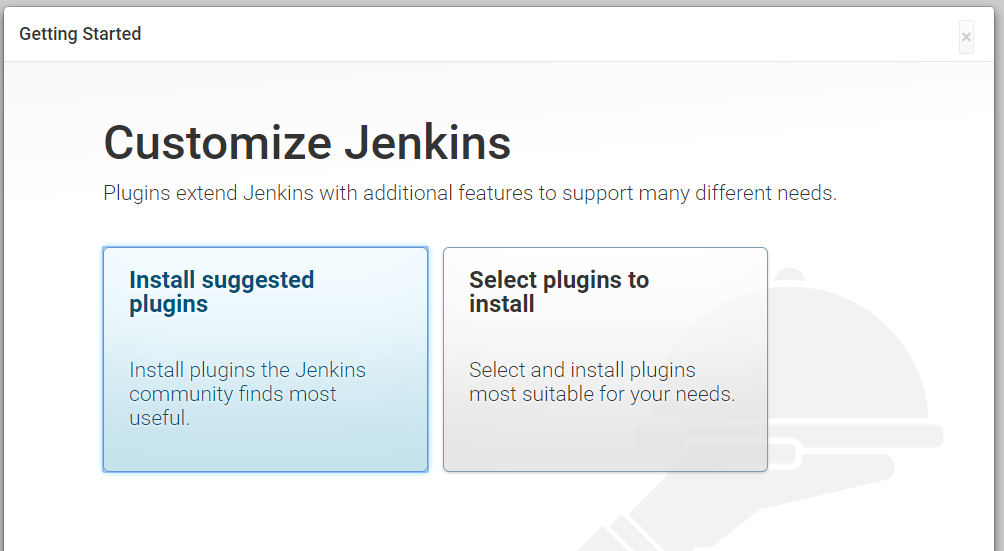 Getting Started
×
Customize Jenkins
Plugins extend Jenkins with additional features to support many different needs.
Install suggested
plugins
Install plugins the Jenkins
community finds most
useful.
Select plugins to
install
Select and install plugins
most suitable for your needs.